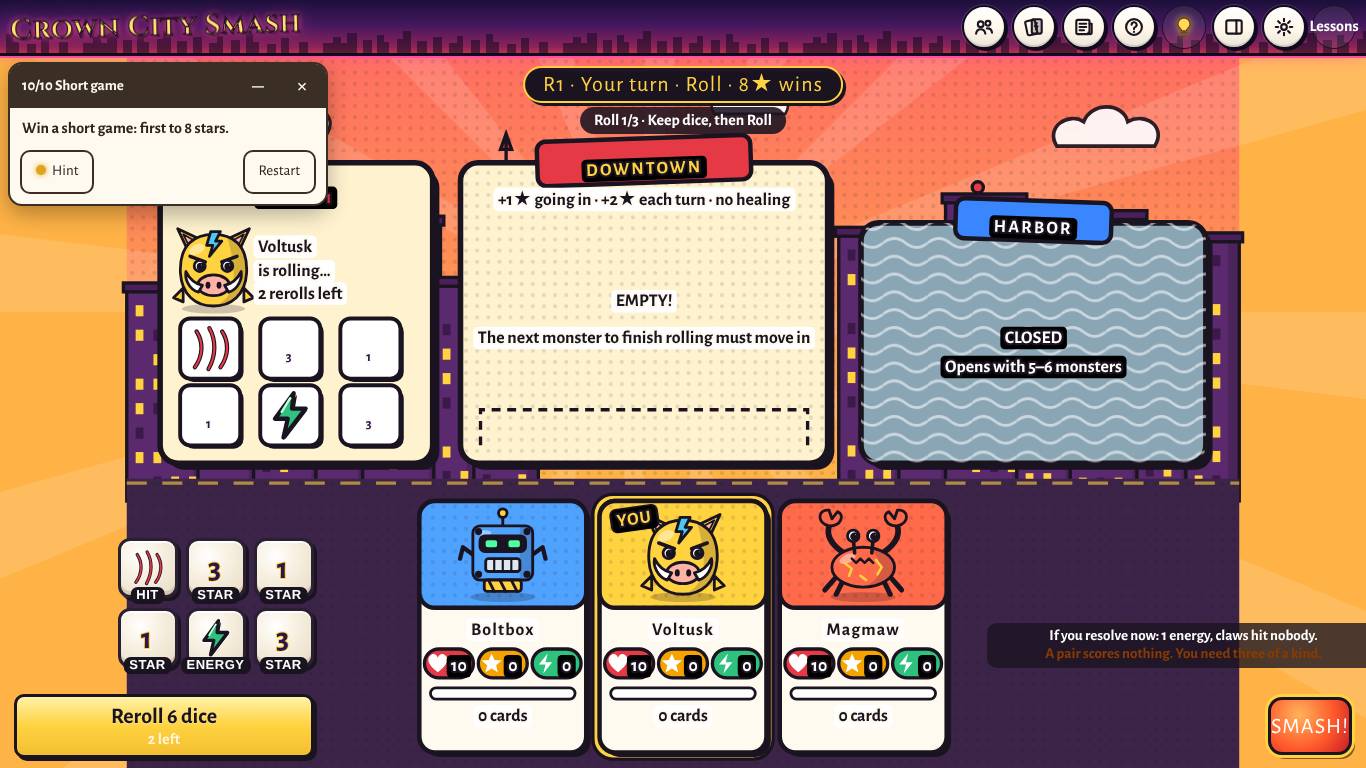 CROWN CITY SMASH
Lessons
10/10 Short game
Win a short game: first to 8 stars.
Hint
Restart
R1 · Your turn · Roll · 8★ wins
Roll 1/3 · Keep dice, then Roll
DOWNTOWN
+1★ going in · +2★ each turn · no healing
EMPTY!
The next monster to finish rolling must move in
HARBOR
CLOSED
Opens with 5–6 monsters
Voltusk
is rolling...
2 rerolls left
3
1
1
3
HIT
3
STAR
1
STAR
1
STAR
ENERGY
3
STAR
Reroll 6 dice
2 left
Boltbox
10
0
0
0 cards
YOU
Voltusk
10
0
0
0 cards
Magmaw
10
0
0
0 cards
If you resolve now: 1 energy, claws hit nobody.
A pair scores nothing. You need three of a kind.
SMASH!